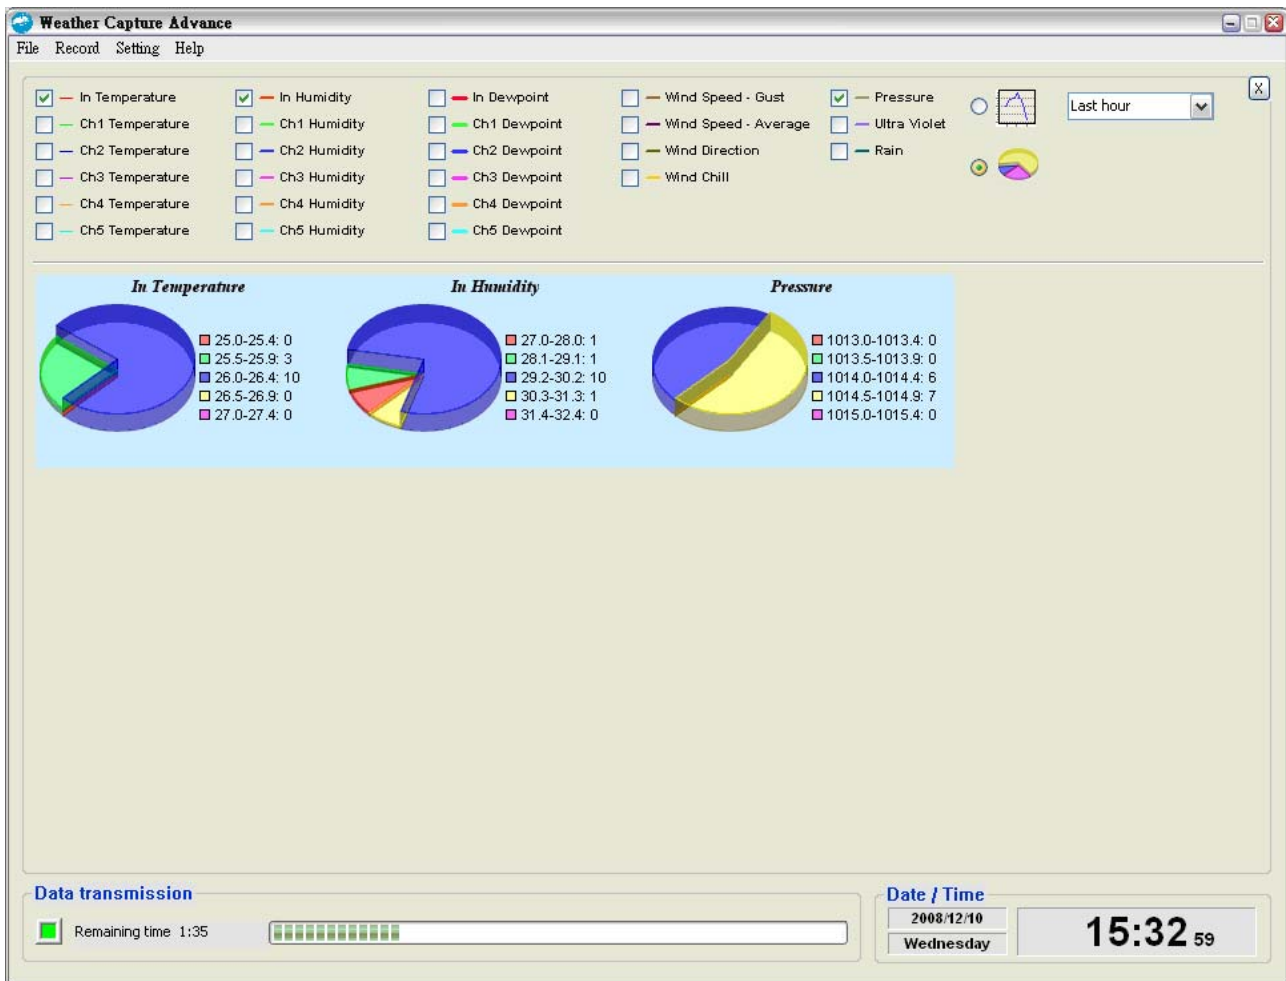 Weather Capture Advance
File Record Setting Help
In Temperature In Humidity In Dewpoint Wind Speed - Gust Pressure Last hour X
Ch1 Temperature Ch1 Humidity Ch1 Dewpoint Wind Speed - Average Ultra Violet
Ch2 Temperature Ch2 Humidity Ch2 Dewpoint Wind Direction Rain
Ch3 Temperature Ch3 Humidity Ch3 Dewpoint Wind Chill
Ch4 Temperature Ch4 Humidity Ch4 Dewpoint
Ch5 Temperature Ch5 Humidity Ch5 Dewpoint
In Temperature In Humidity Pressure
25.0-25.4: 0 27.0-28.0: 1 1013.0-1013.4: 0
25.5-25.9: 3 28.1-29.1: 1 1013.5-1013.9: 0
26.0-26.4: 10 29.2-30.2: 10 1014.0-1014.4: 6
26.5-26.9: 0 30.3-31.3: 1 1014.5-1014.9: 7
27.0-27.4: 0 31.4-32.4: 0 1015.0-1015.4: 0
Data transmission Date / Time
Remaining time 1:35 2008/12/10 15:32 59
Wednesday